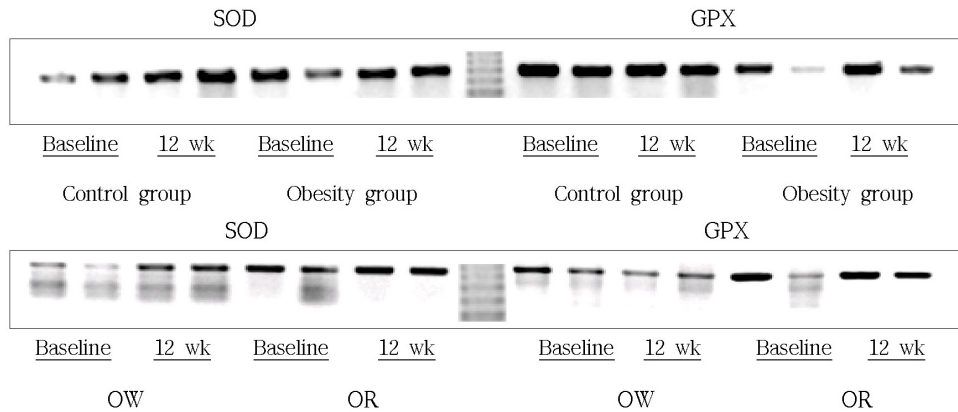 SOD GPX
Baseline 12 wk Baseline 12 wk Baseline 12 wk Baseline 12 wk
Control group Obesity group Control group Obesity group
SOD GPX
Baseline 12 wk Baseline 12 wk Baseline 12 wk Baseline 12 wk
OW OR OW OR